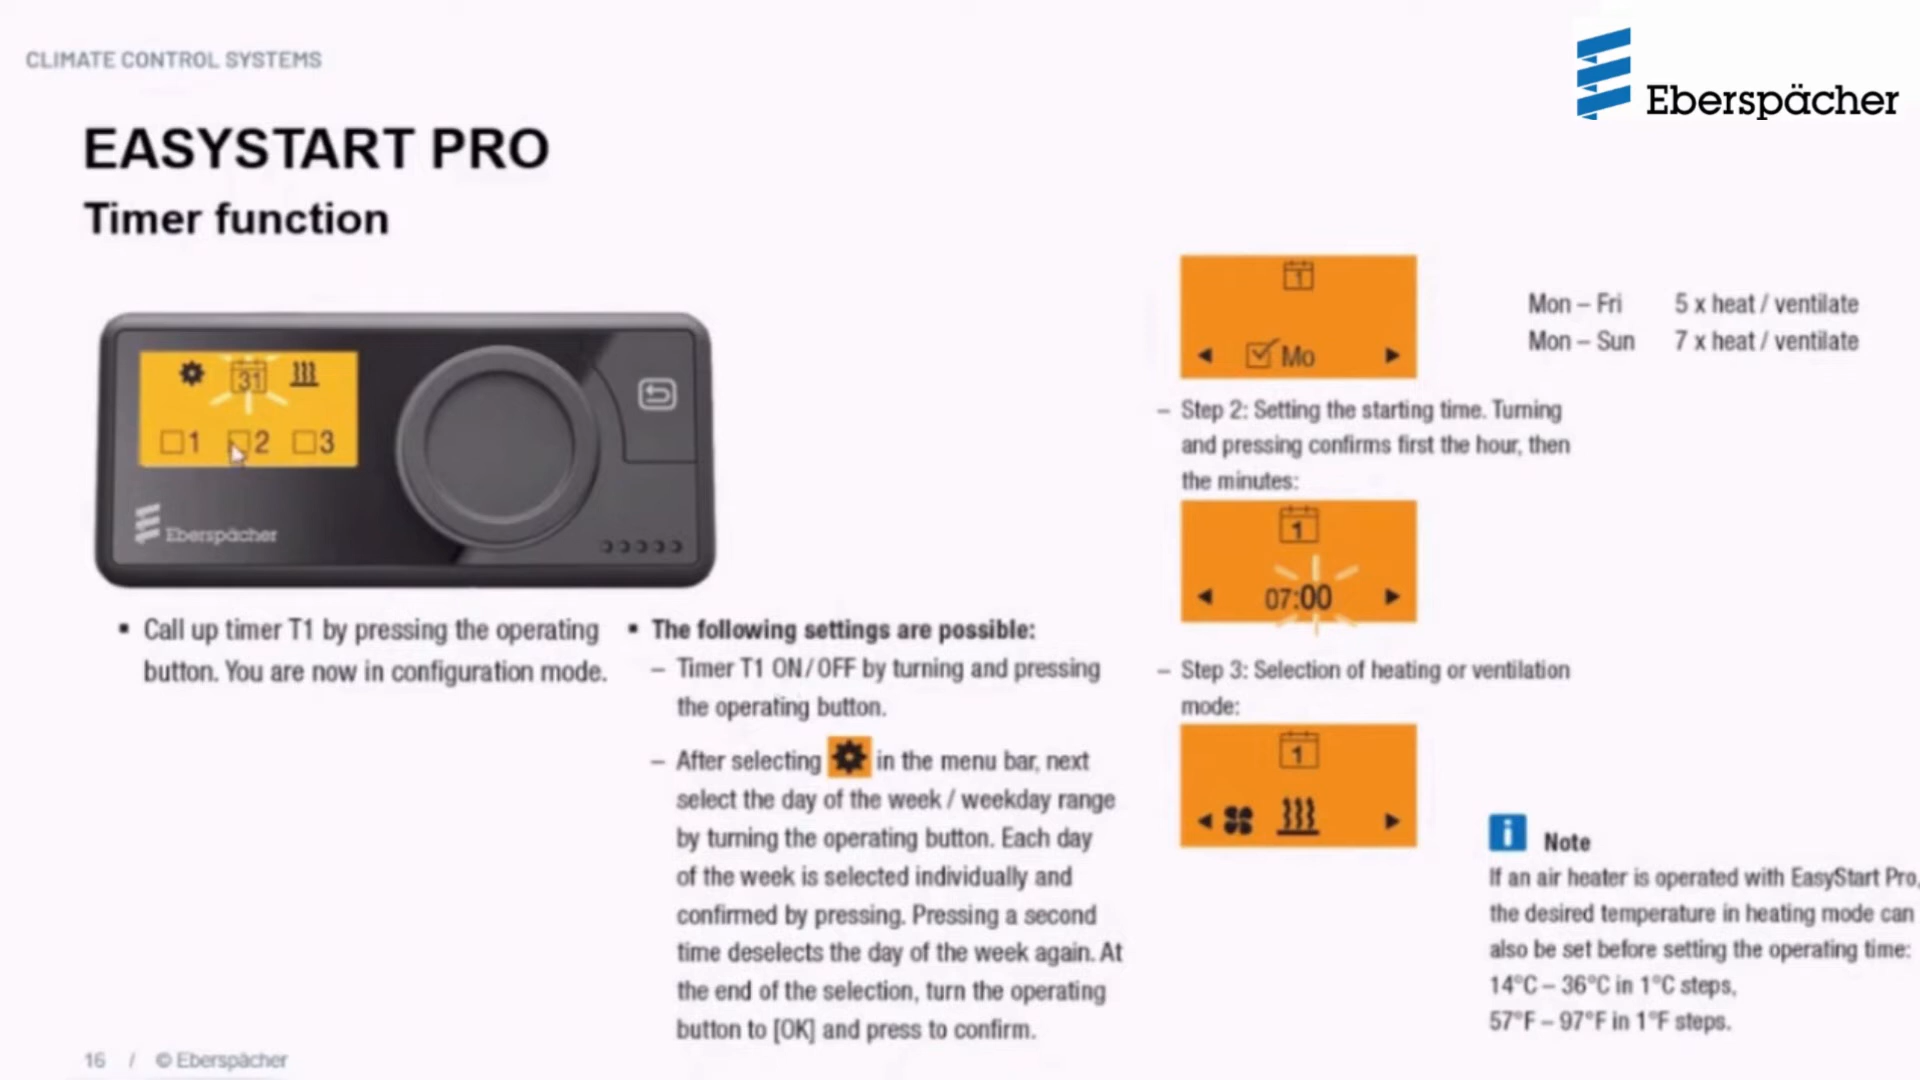 CLIMATE CONTROL SYSTEMS
Eberspächer
EASYSTART PRO
Timer function
31
1 2 3
Eberspächer
▪ Call up timer T1 by pressing the operating
button. You are now in configuration mode.
▪ The following settings are possible:
– Timer T1 ON/OFF by turning and pressing
the operating button.
– After selecting in the menu bar, next
select the day of the week / weekday range
by turning the operating button. Each day
of the week is selected individually and
confirmed by pressing. Pressing a second
time deselects the day of the week again. At
the end of the selection, turn the operating
button to [OK] and press to confirm.
1
Mo
Mon – Fri 5 x heat / ventilate
Mon – Sun 7 x heat / ventilate
– Step 2: Setting the starting time. Turning
and pressing confirms first the hour, then
the minutes:
1
07:00
– Step 3: Selection of heating or ventilation
mode:
1
i Note
If an air heater is operated with EasyStart Pro,
the desired temperature in heating mode can
also be set before setting the operating time:
14°C – 36°C in 1°C steps,
57°F – 97°F in 1°F steps.
16 / © Eberspächer